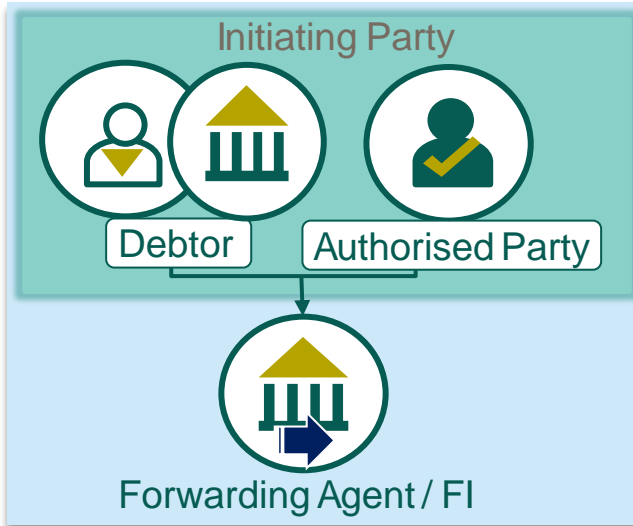 Initiating Party
Debtor
Authorised Party
Forwarding Agent / FI